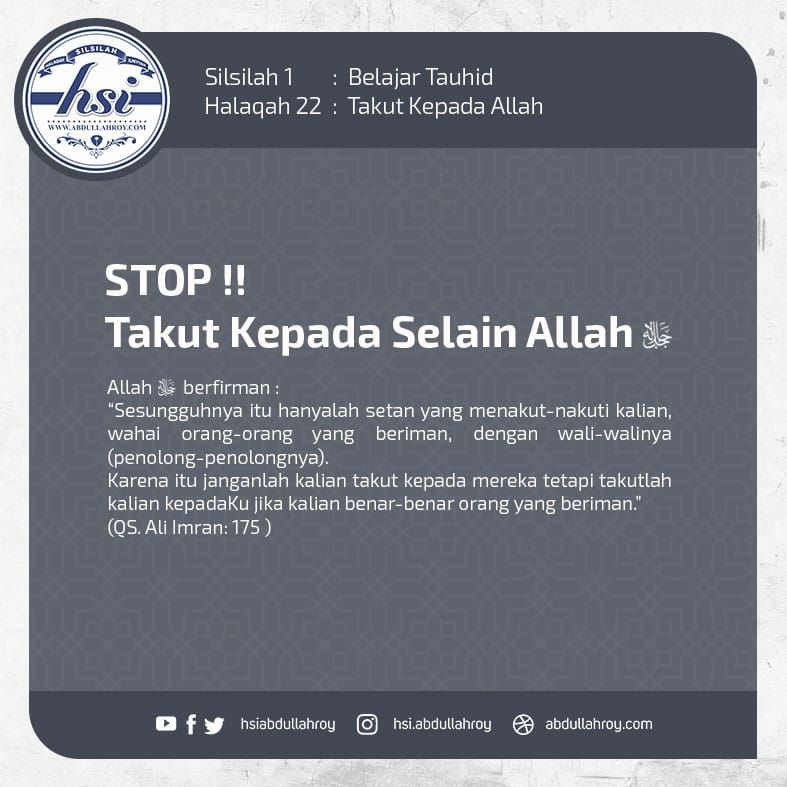 SILSILAH
HALAQAH
ILMIYAH
hsi
WWW.ABDULLAHROY.COM
Silsilah 1 : Belajar Tauhid
Halaqah 22 : Takut Kepada Allah
STOP !!
Takut Kepada Selain Allah ﷻ
Allah ﷻ berfirman :
“Sesungguhnya itu hanyalah setan yang menakut-nakuti kalian,
wahai orang-orang yang beriman, dengan wali-walinya
(penolong-penolongnya).
Karena itu janganlah kalian takut kepada mereka tetapi takutlah
kalian kepadaKu jika kalian benar-benar orang yang beriman.”
(QS. Ali Imran: 175 )
hsiabdullahroy hsi.abdullahroy abdullahroy.com